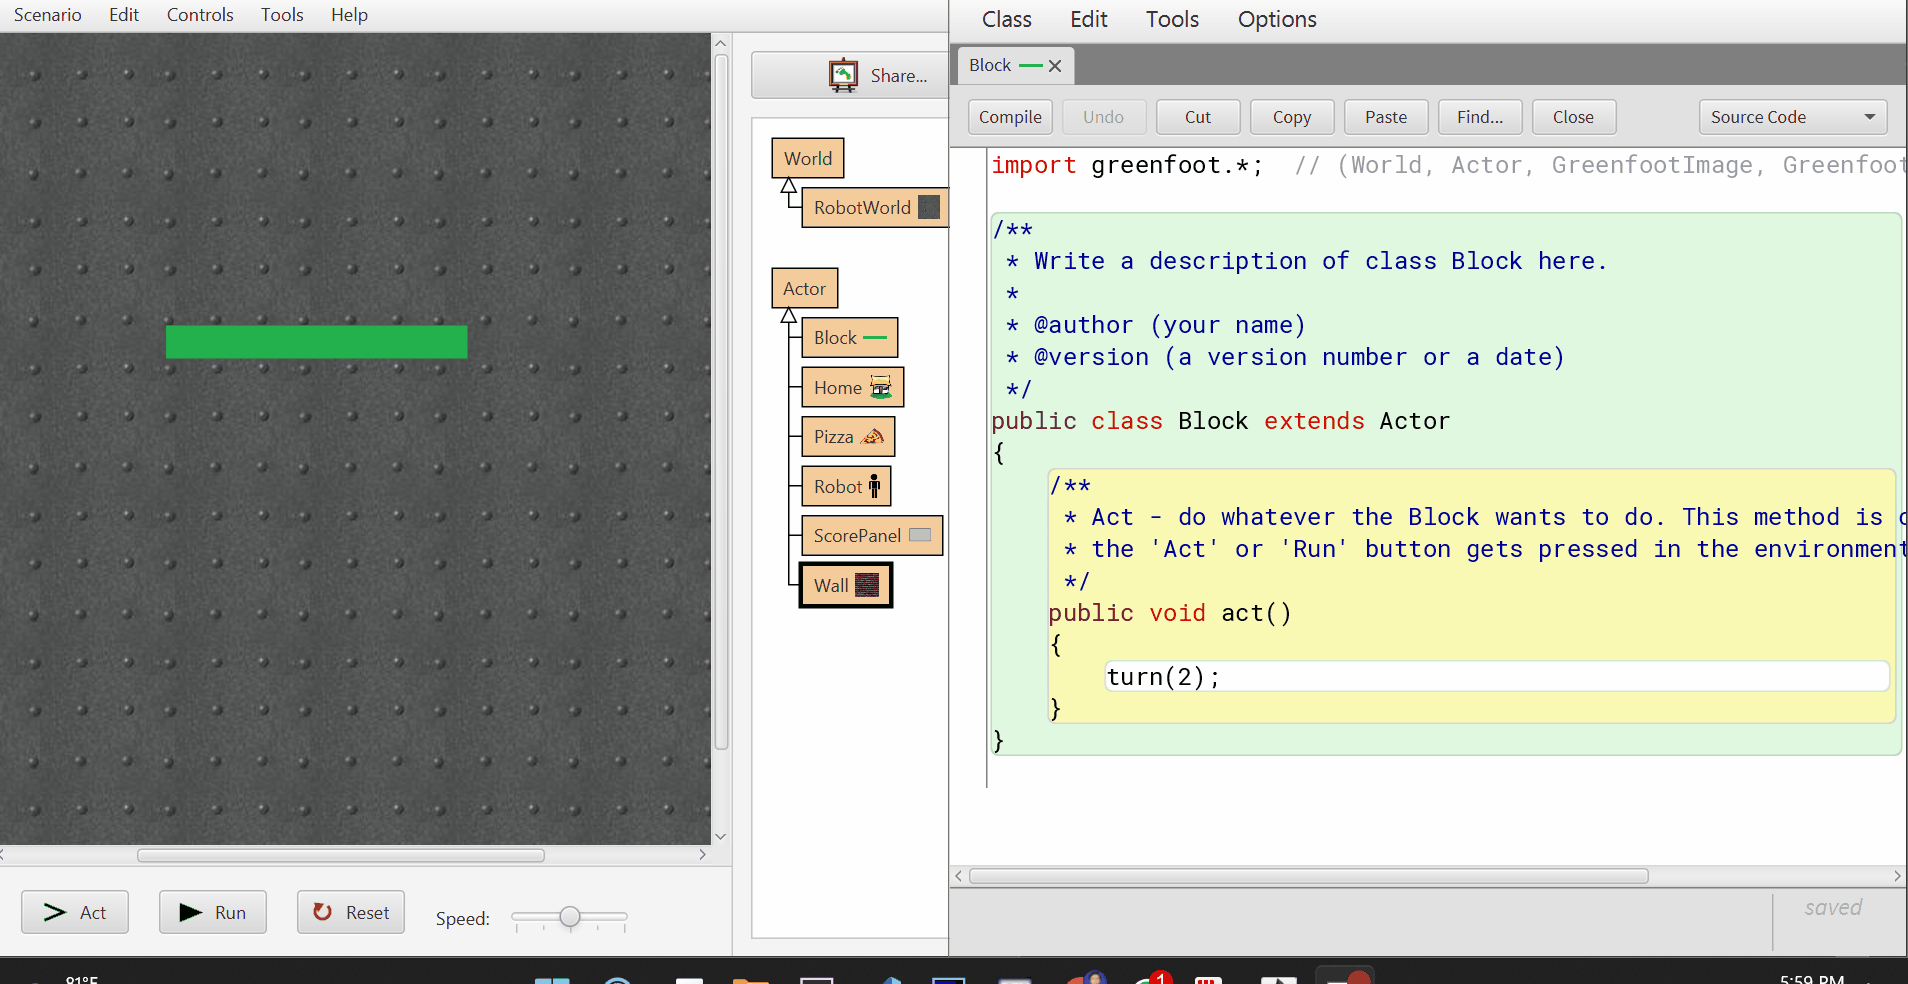 Scenario Edit Controls Tools Help
Share...
World
RobotWorld
Actor
Block
Home
Pizza
Robot
ScorePanel
Wall
Act Run Reset Speed:
Class Edit Tools Options
Block
Compile Undo Cut Copy Paste Find... Close Source Code
import greenfoot.*;  // (World, Actor, GreenfootImage, Greenfoot
/**
 * Write a description of class Block here.
 *
 * @author (your name)
 * @version (a version number or a date)
 */
public class Block extends Actor
{
/**
 * Act - do whatever the Block wants to do. This method is
 * the 'Act' or 'Run' button gets pressed in the environment
 */
public void act()
{
turn(2);
}
}
saved
81°F
1
5:59 PM